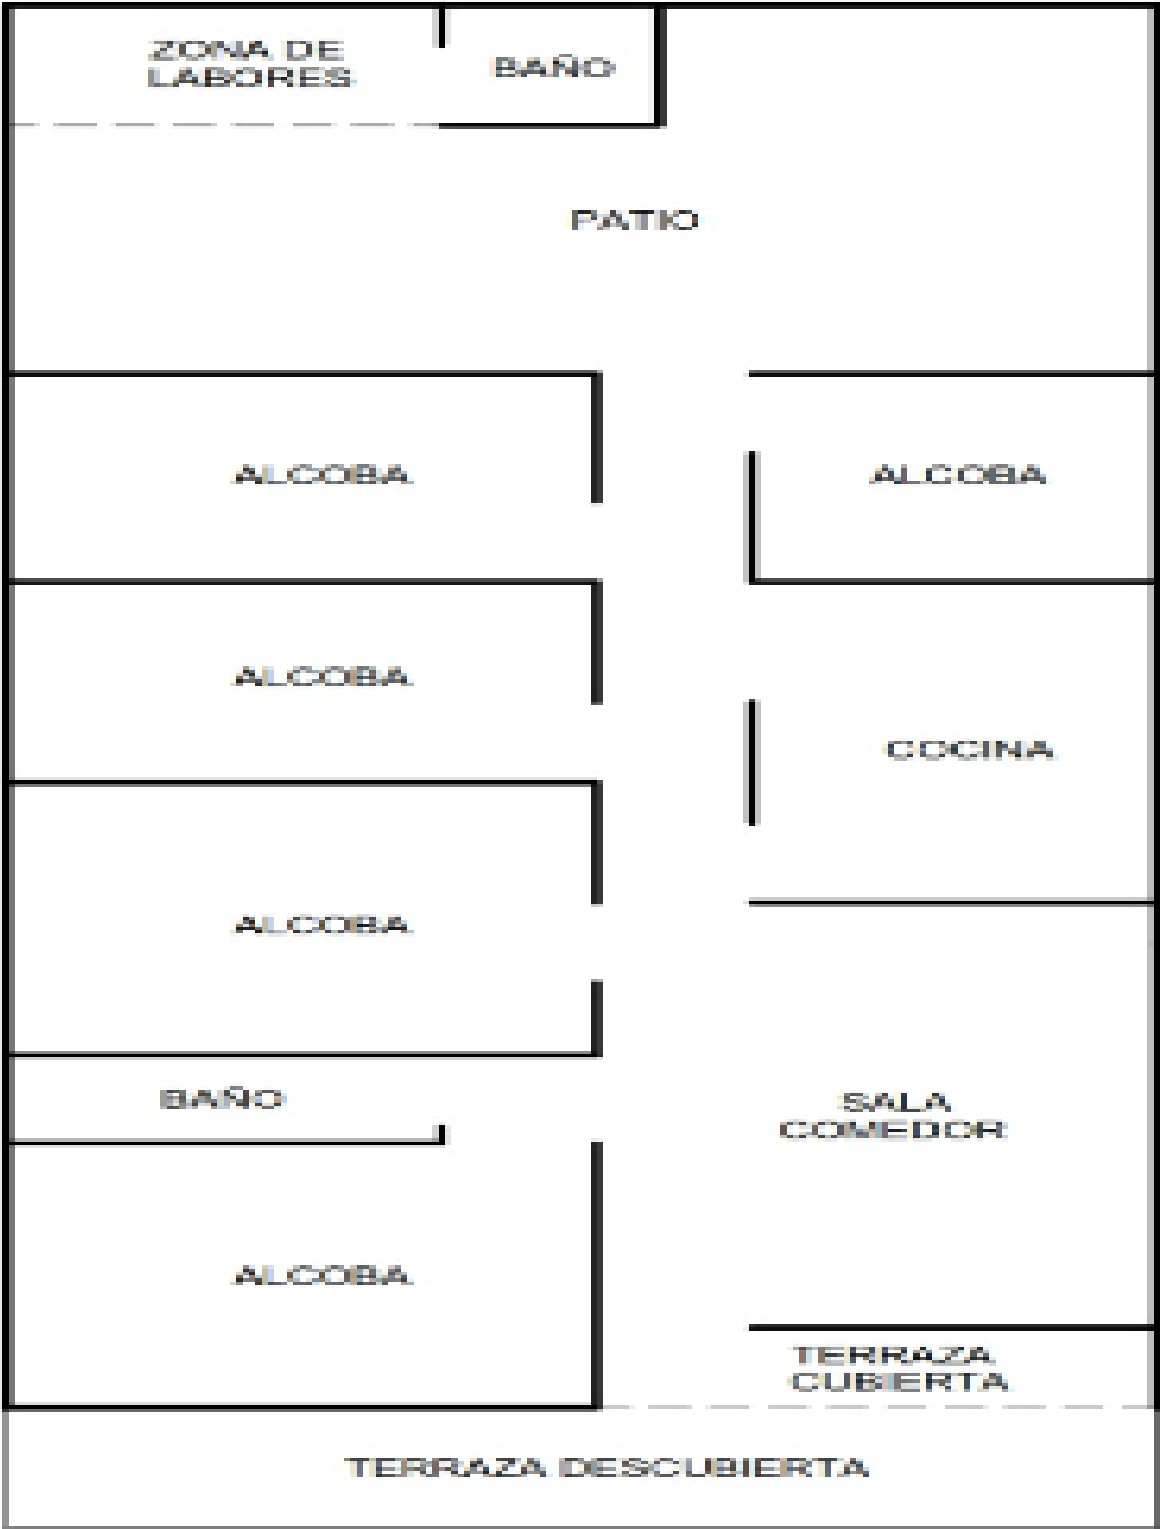 ZONA DE
LABORES
BAÑO
PATIO
ALCOBA
ALCOBA
ALCOBA
COCINA
ALCOBA
BAÑO
SALA
COMEDOR
ALCOBA
TERRAZA
CUBIERTA
TERRAZA DESCUBIERTA